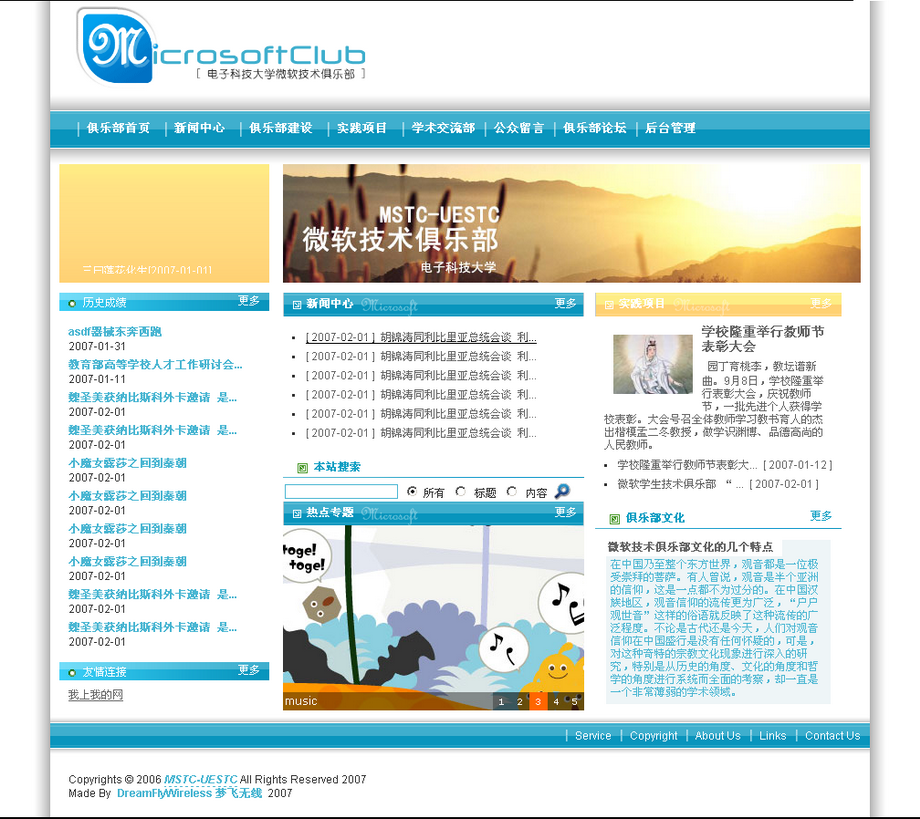 MicrosoftClub
[ 电子科技大学微软技术俱乐部 ]
| 俱乐部首页 | 新闻中心 | 俱乐部建设 | 实践项目 | 学术交流部 | 公众留言 | 俱乐部论坛 | 后台管理
三国莲花化生[2007-01-01]
MSTC-UESTC
微软技术俱乐部
电子科技大学
历史成绩 更多
asdf器械东奔西跑
2007-01-31
教育部高等学校人才工作研讨会...
2007-01-11
魏圣美获纳比斯科外卡邀请 是...
2007-02-01
魏圣美获纳比斯科外卡邀请 是...
2007-02-01
小魔女露莎之回到秦朝
2007-02-01
小魔女露莎之回到秦朝
2007-02-01
小魔女露莎之回到秦朝
2007-02-01
小魔女露莎之回到秦朝
2007-02-01
魏圣美获纳比斯科外卡邀请 是...
2007-02-01
魏圣美获纳比斯科外卡邀请 是...
2007-02-01
友情连接 更多
我上我的网
新闻中心 Microsoft 更多
[ 2007-02-01 ] 胡锦涛同利比里亚总统会谈 利...
[ 2007-02-01 ] 胡锦涛同利比里亚总统会谈 利...
[ 2007-02-01 ] 胡锦涛同利比里亚总统会谈 利...
[ 2007-02-01 ] 胡锦涛同利比里亚总统会谈 利...
[ 2007-02-01 ] 胡锦涛同利比里亚总统会谈 利...
[ 2007-02-01 ] 胡锦涛同利比里亚总统会谈 利...
本站搜索
所有 标题 内容
热点专题 Microsoft 更多
toge!
toge!
music 1 2 3 4 5
实践项目 Microsoft 更多
学校隆重举行教师节
表彰大会
园丁育桃李，教坛谱新
曲。9月8日，学校隆重举
行表彰大会，庆祝教师
节，一批先进个人获得学
校表彰。大会号召全体教师学习教书育人的杰
出楷模孟二冬教授，做学识渊博、品德高尚的
人民教师。
学校隆重举行教师节表彰大... [ 2007-01-12 ]
微软学生技术俱乐部 “ ... [ 2007-02-01 ]
俱乐部文化 更多
微软技术俱乐部文化的几个特点
在中国乃至整个东方世界，观音都是一位极
受崇拜的菩萨。有人曾说，观音是半个亚洲
的信仰，这是一点都不为过分的。在中国汉
族地区，观音信仰的流传更为广泛，“户户
观世音”这样的俗语就反映了这种流传的广
泛程度。不论是古代还是今天，人们对观音
信仰在中国盛行是没有任何怀疑的，可是，
对这种奇特的宗教文化现象进行深入的研
究，特别是从历史的角度、文化的角度和哲
学的角度进行系统而全面的考察，却一直是
一个非常薄弱的学术领域。
| Service | Copyright | About Us | Links | Contact Us
Copyrights © 2006 MSTC-UESTC All Rights Reserved 2007
Made By DreamFlyWireless 梦飞无线 2007